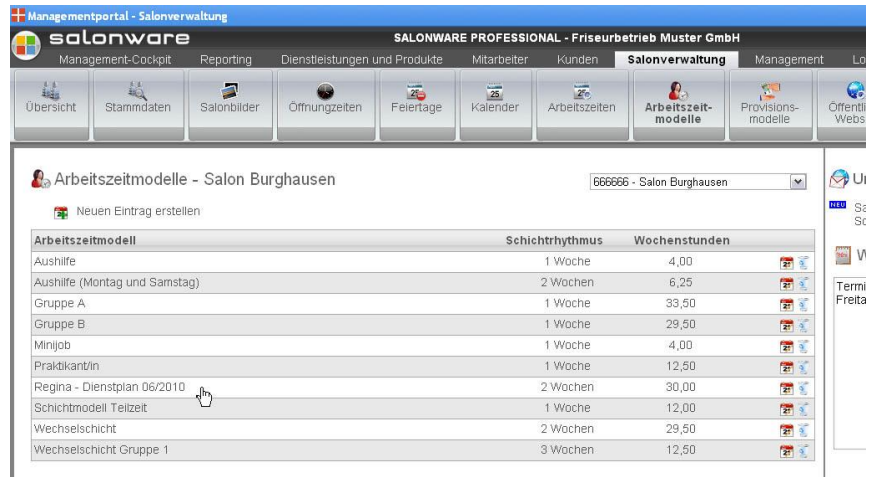 Managementportal - Salonverwaltung
salonware
SALONWARE PROFESSIONAL - Friseurbetrieb Muster GmbH
Management-Cockpit Reporting Dienstleistungen und Produkte Mitarbeiter Kunden Salonverwaltung Management Lo
Übersicht Stammdaten Salonbilder Öffnungzeiten Feiertage Kalender Arbeitszeiten Arbeitszeit- Provisions- Öffentli
modelle modelle Webs
Arbeitszeitmodelle - Salon Burghausen
666666 - Salon Burghausen
Neuen Eintrag erstellen
Arbeitszeitmodell Schichtrhythmus Wochenstunden
Aushilfe 1 Woche 4,00
Aushilfe (Montag und Samstag) 2 Wochen 6,25
Gruppe A 1 Woche 33,50
Gruppe B 1 Woche 29,50
Minijob 1 Woche 4,00
Praktikant/in 1 Woche 12,50
Regina - Dienstplan 06/2010 2 Wochen 30,00
Schichtmodell Teilzeit 1 Woche 12,00
Wechselschicht 2 Wochen 29,50
Wechselschicht Gruppe 1 3 Wochen 12,50
NEU
Termi
Freita